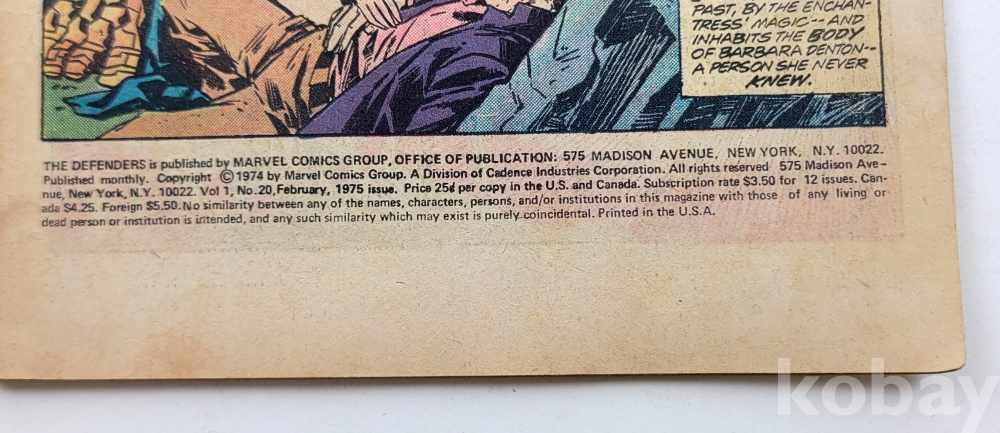 PAST, BY THE ENCHAN-
TRESS' MAGIC--AND
INHABITS THE BODY
OF BARBARA DENTON--
A PERSON SHE NEVER
KNEW.
THE DEFENDERS is published by MARVEL COMICS GROUP, OFFICE OF PUBLICATION: 575 MADISON AVENUE, NEW YORK, N.Y. 10022.
Published monthly. Copyright ©1974 by Marvel Comics Group. A Division of Cadence Industries Corporation. All rights reserved 575 Madison Ave-
nue, New York, N.Y. 10022. Vol 1, No. 20, February, 1975 issue. Price 25¢ per copy in the U.S. and Canada. Subscription rate $3.50 for 12 issues. Can-
ada $4.25. Foreign $5.50. No similarity between any of the names, characters, persons, and/or institutions in this magazine with those of any living or
dead person or institution is intended, and any such similarity which may exist is purely coincidental. Printed in the U.S.A.
kobay